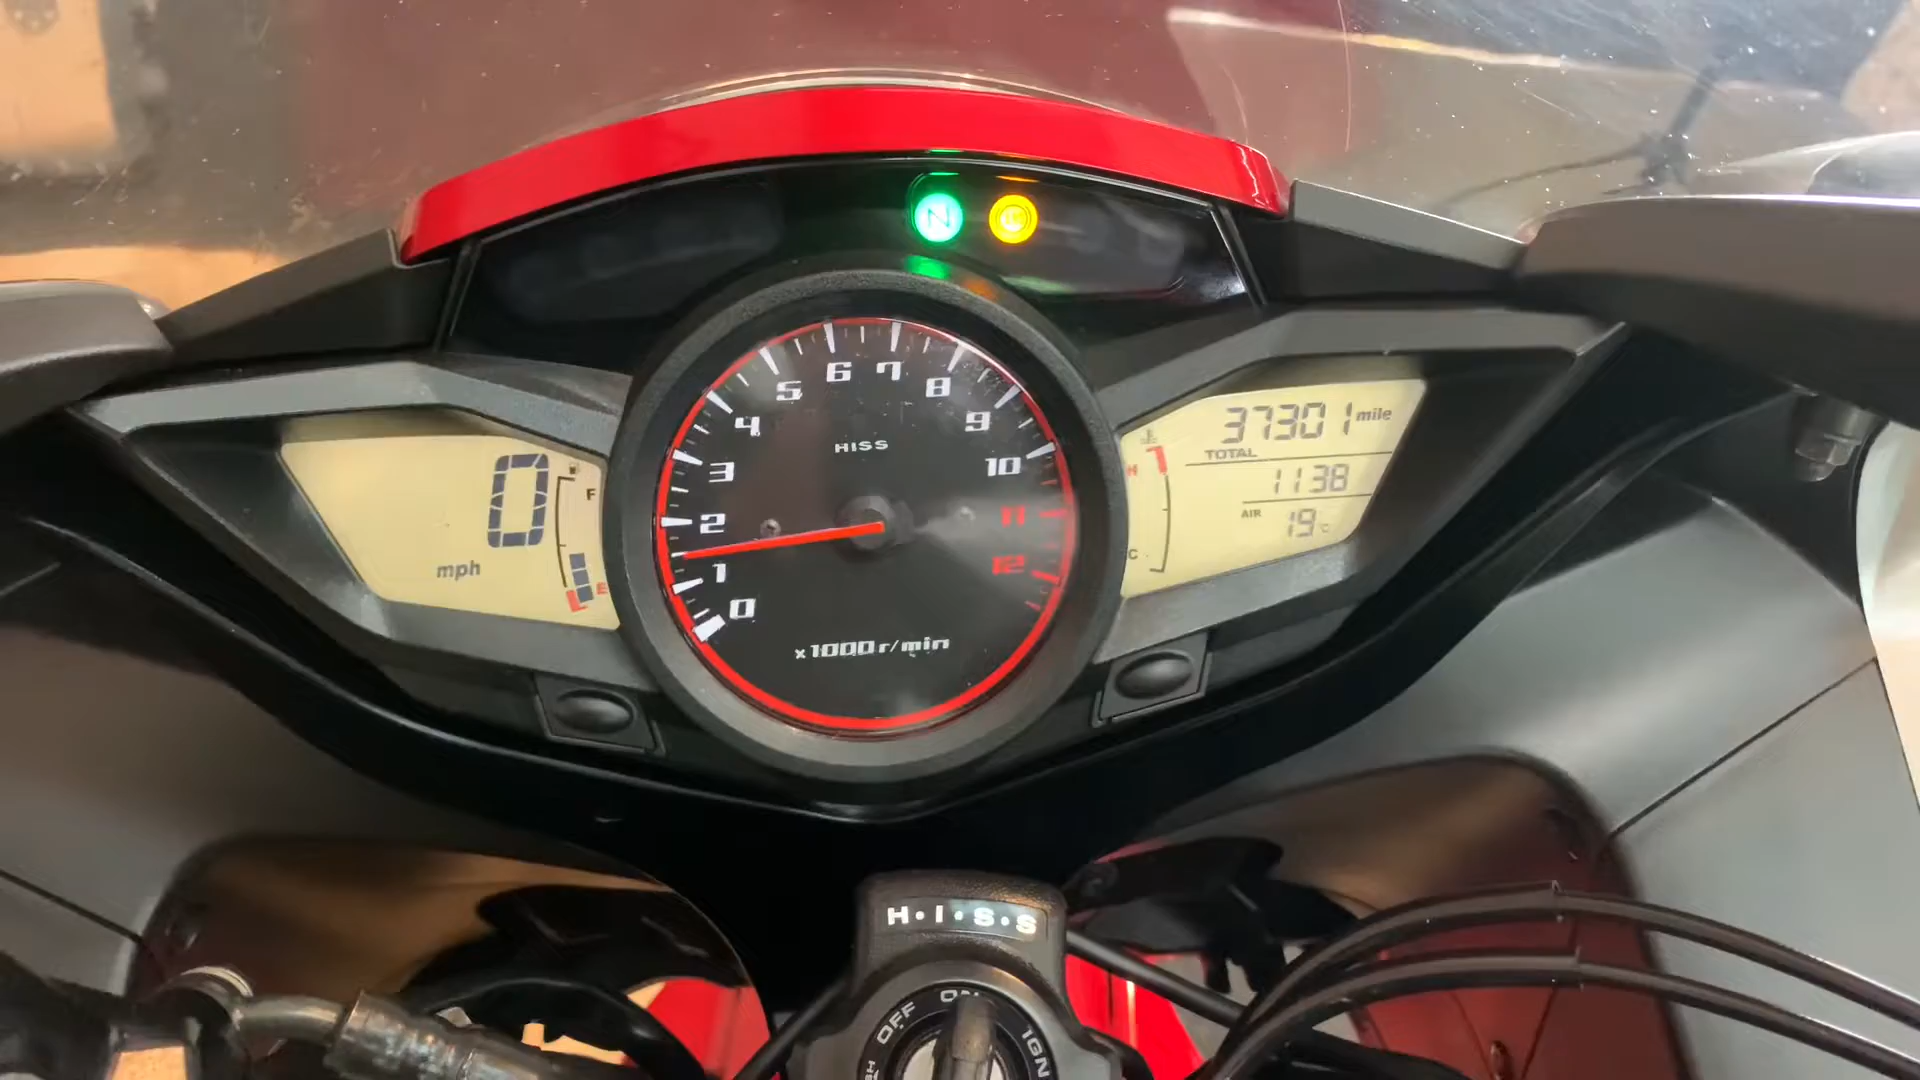 N
5 6 7 8
4 9
3 HISS 10
2 11
1 12
0
x1000r/min
0 F
mph
E
37301 mile
H TOTAL
1138
AIR 19°C
C
H·I·S·S
OFF ON IGN